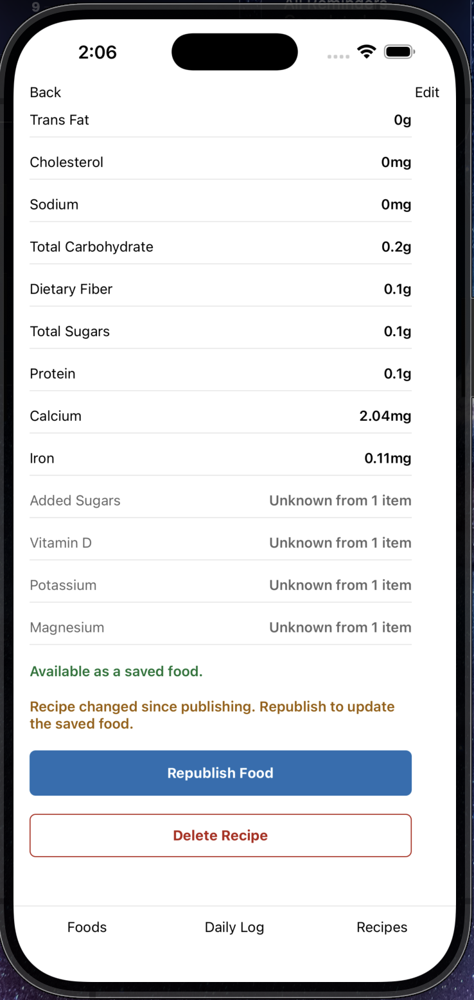 9
2:06
Back
Edit
Trans Fat
0g
Cholesterol
0mg
Sodium
0mg
Total Carbohydrate
0.2g
Dietary Fiber
0.1g
Total Sugars
0.1g
Protein
0.1g
Calcium
2.04mg
Iron
0.11mg
Added Sugars
Unknown from 1 item
Vitamin D
Unknown from 1 item
Potassium
Unknown from 1 item
Magnesium
Unknown from 1 item
Available as a saved food.
Recipe changed since publishing. Republish to update
the saved food.
Republish Food
Delete Recipe
Foods
Daily Log
Recipes